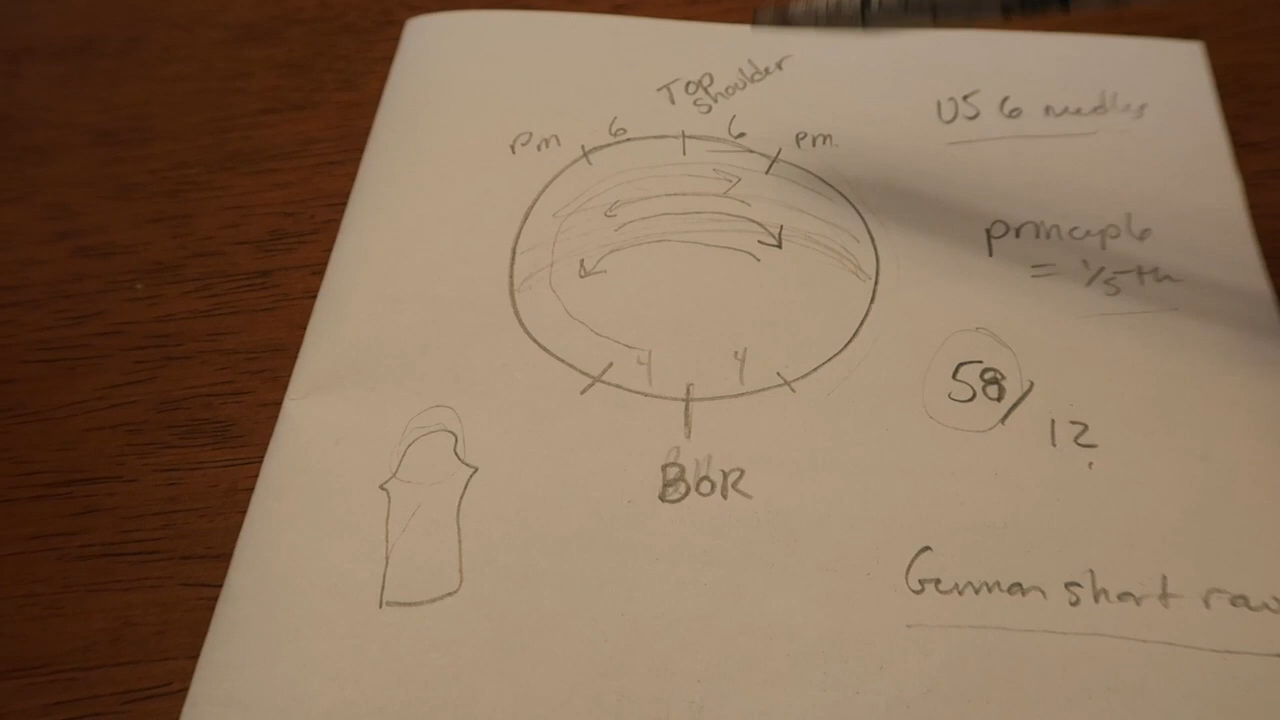 Top
shoulder
pm 6 6 pm.
US 6 needles
principle
= 1/5th
4 4
58/
12
BOR
German short row